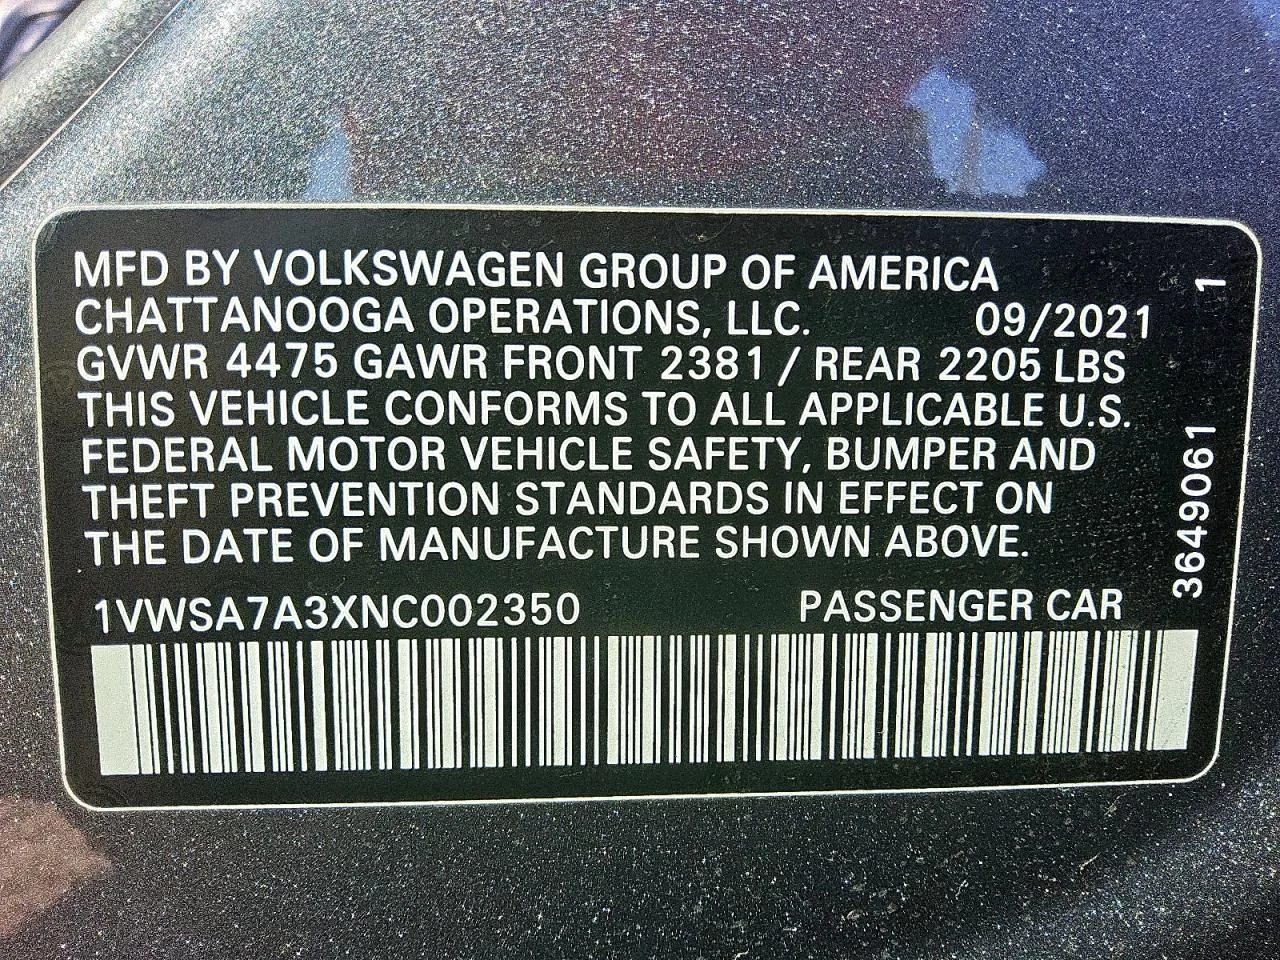 MFD BY VOLKSWAGEN GROUP OF AMERICA
CHATTANOOGA OPERATIONS, LLC. 09/2021
GVWR 4475 GAWR FRONT 2381 / REAR 2205 LBS
THIS VEHICLE CONFORMS TO ALL APPLICABLE U.S.
FEDERAL MOTOR VEHICLE SAFETY, BUMPER AND
THEFT PREVENTION STANDARDS IN EFFECT ON
THE DATE OF MANUFACTURE SHOWN ABOVE.
1VWSA7A3XNC002350 PASSENGER CAR
3649061 1